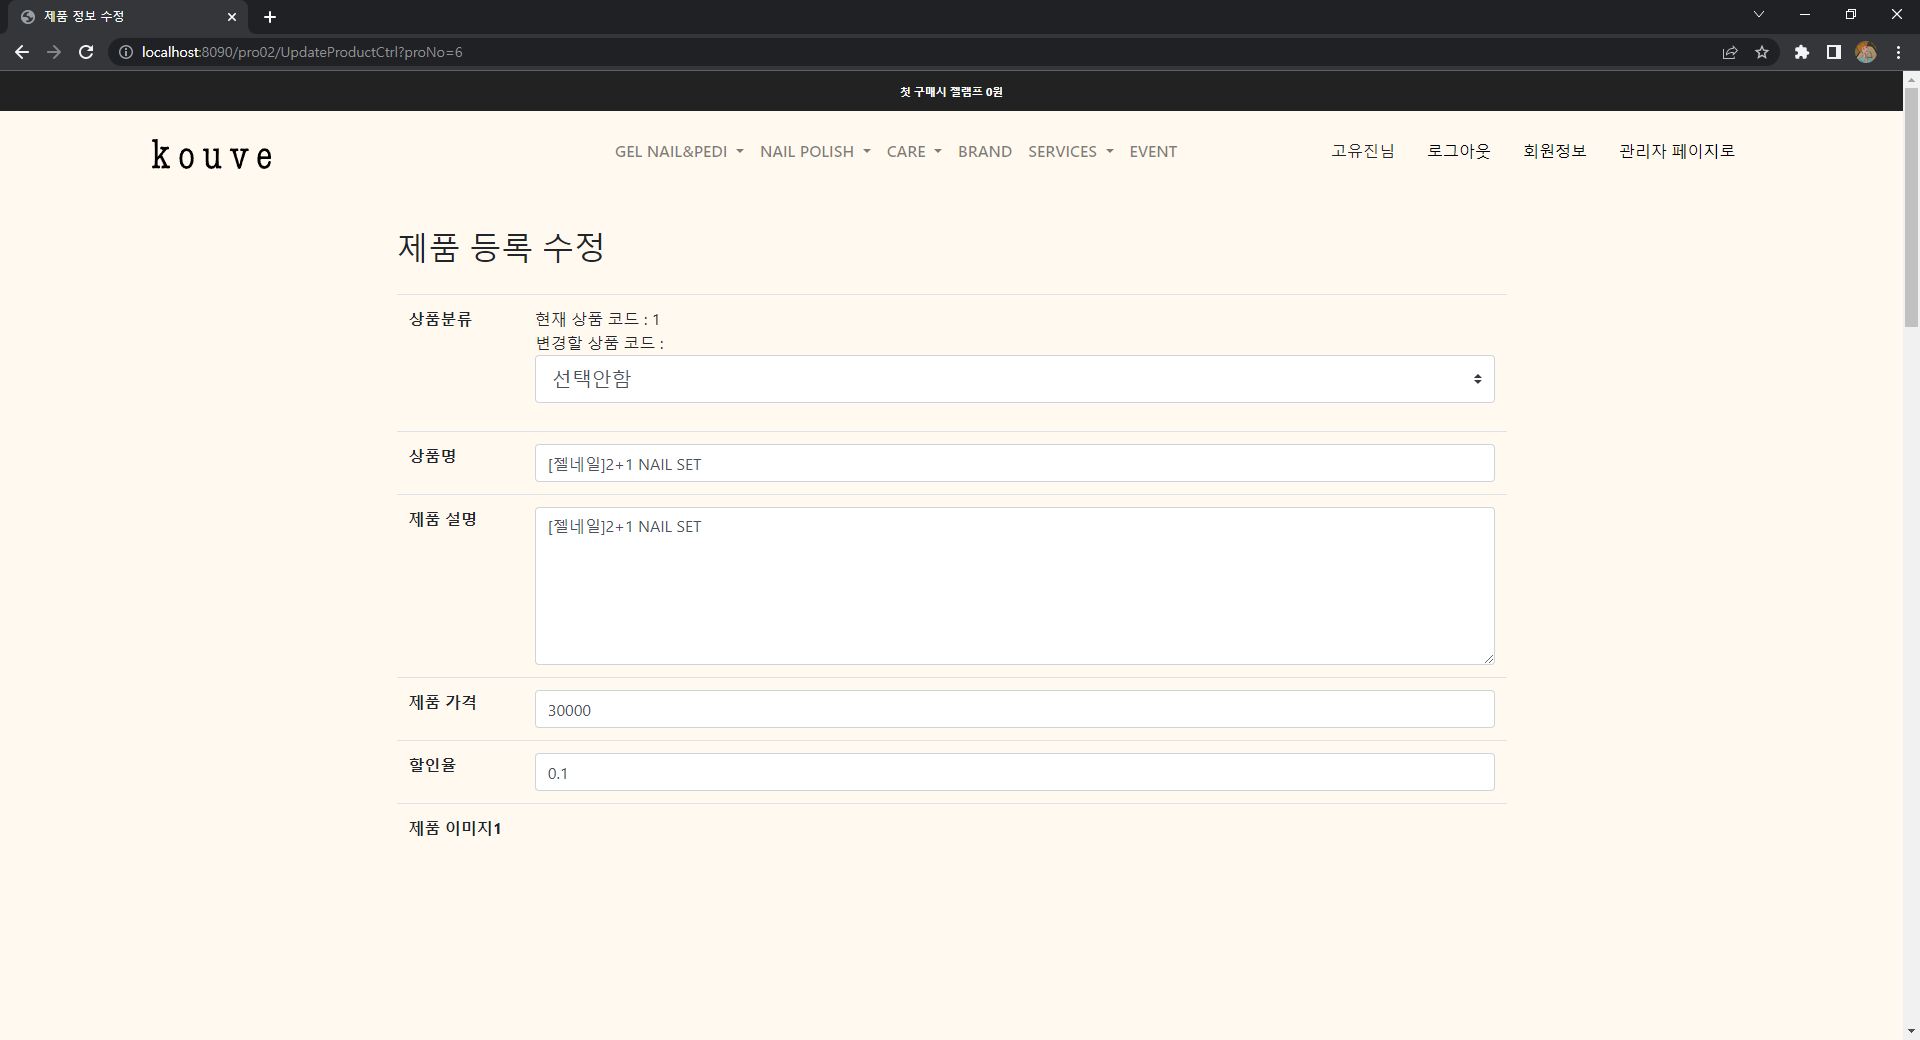 제품 정보 수정
localhost:8090/pro02/UpdateProductCtrl?proNo=6
첫 구매시 젤램프 0원
kouve
GEL NAIL&PEDI NAIL POLISH CARE BRAND SERVICES EVENT
고유진님 로그아웃 회원정보 관리자 페이지로
제품 등록 수정
상품분류
현재 상품 코드 : 1
변경할 상품 코드 :
선택안함
상품명
[젤네일]2+1 NAIL SET
제품 설명
[젤네일]2+1 NAIL SET
제품 가격
30000
할인율
0.1
제품 이미지1